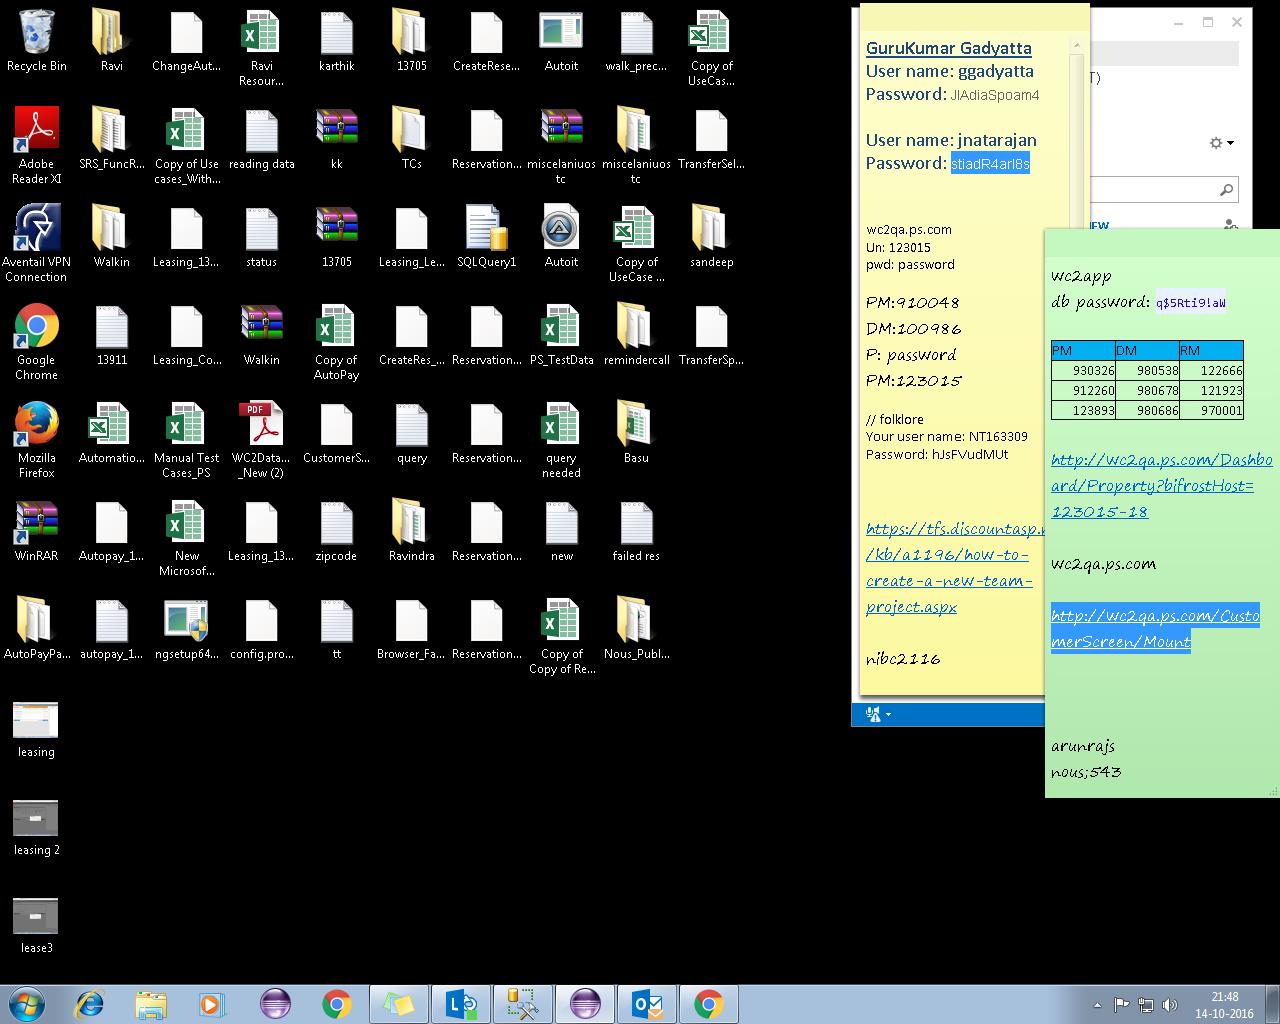 Recycle Bin
Ravi
ChangeAut...
Ravi
Resour...
karthik
13705
CreateRese...
Autoit
walk_prec...
Copy of
UseCas...
Adobe
Reader XI
SRS_FuncR...
Copy of Use
cases_With...
reading data
kk
TCs
Reservation...
miscelaniuos
tc
miscelaniuos
tc
TransferSel...
Aventail VPN
Connection
Walkin
Leasing_13...
status
13705
Leasing_Le...
SQLQuery1
Autoit
Copy of
UseCase ...
sandeep
Google
Chrome
13911
Leasing_Co...
Walkin
Copy of
AutoPay
CreateRes_...
Reservation...
PS_TestData
remindercall
TransferSp...
Mozilla
Firefox
Automatio...
Manual Test
Cases_PS
PDF
WC2Data...
_New (2)
CustomerS...
query
Reservation...
query
needed
Basu
WinRAR
Autopay_1...
New
Microsof...
Leasing_13...
zipcode
Ravindra
Reservation...
new
failed res
AutoPayPa...
autopay_1...
ngsetup64...
config.pro...
tt
Browser_Fa...
Reservation...
Copy of
Copy of Re...
Nous_Publ...
leasing
leasing 2
lease3
GuruKumar Gadyatta
User name: ggadyatta
Password: JIAdiaSpoam4
User name: jnatarajan
Password: stiadR4arl8s
wc2qa.ps.com
Un: 123015
pwd: password
PM:910048
DM:100986
P: password
PM:123015
// folklore
Your user name: NT163309
Password: hJsFVudMUt
https://tfs.discountasp.
/kb/a1196/how-to-
create-a-new-team-
project.aspx
nibc2116
T)
EW
wc2app
db password: q$5Rti9!aW
PM DM RM
930326 980538 122666
912260 980678 121923
123893 980686 970001
http://wc2qa.ps.com/Dashbo
ard/Property?bifrostHost=
123015-18
wc2qa.ps.com
http://wc2qa.ps.com/Custo
merScreen/Mount
arunrajs
nous;543
21:48
14-10-2016